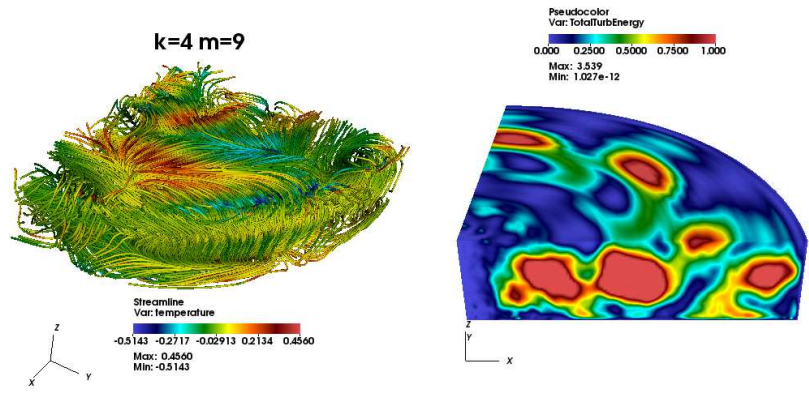 k=4 m=9
Streamline
Var: temperature
-0.5143 -0.2717 -0.02913 0.2134 0.4560
Max: 0.4560
Min: -0.5143
Z
X
Y
Pseudocolor
Var: TotalTurbEnergy
0.000 0.2500 0.5000 0.7500 1.000
Max: 3.539
Min: 1.027e-12
Z
Y
X